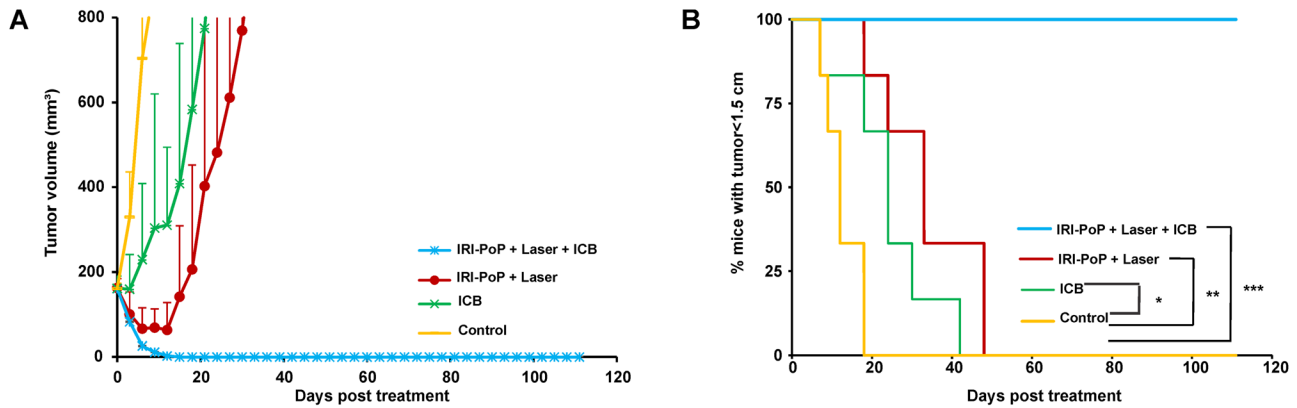 A
Tumor volume (mm³)
800
600
400
200
0
0 20 40 60 80 100 120
Days post treatment
IRI-PoP + Laser + ICB
IRI-PoP + Laser
ICB
Control
B
% mice with tumor<1.5 cm
100
75
50
25
0
0 20 40 60 80 100 120
Days post treatment
IRI-PoP + Laser + ICB
IRI-PoP + Laser
ICB
Control
* ** ***